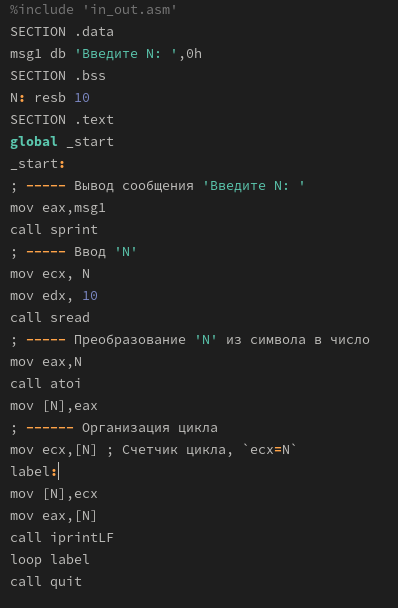 %include 'in_out.asm'
SECTION .data
msg1 db 'Введите N: ',0h
SECTION .bss
N: resb 10
SECTION .text
global _start
_start:
; ----- Вывод сообщения 'Введите N: '
mov eax,msg1
call sprint
; ----- Ввод 'N'
mov ecx, N
mov edx, 10
call sread
; ----- Преобразование 'N' из символа в число
mov eax,N
call atoi
mov [N],eax
; ------ Организация цикла
mov ecx,[N] ; Счетчик цикла, `ecx=N`
label:
mov [N],ecx
mov eax,[N]
call iprintLF
loop label
call quit